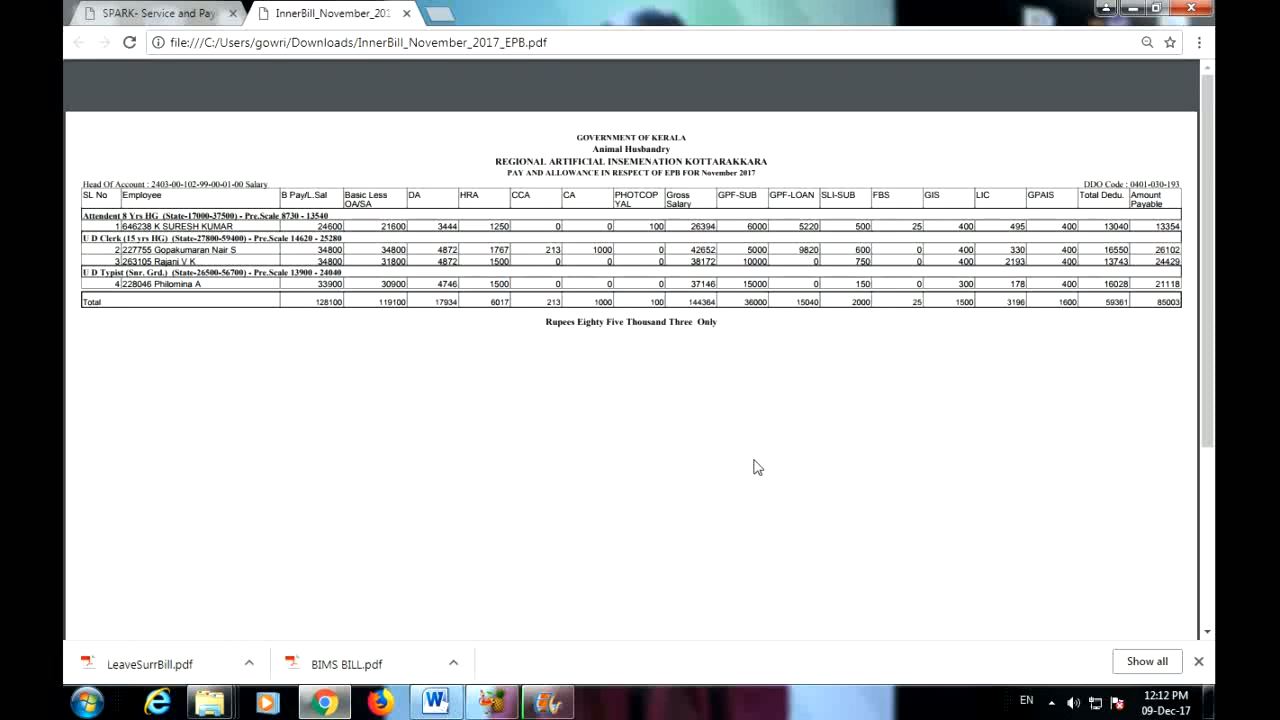 SPARK- Service and Pay
InnerBill_November_201
file:///C:/Users/gowri/Downloads/InnerBill_November_2017_EPB.pdf
GOVERNMENT OF KERALA
Animal Husbandry
REGIONAL ARTIFICIAL INSEMENATION KOTTARAKKARA
PAY AND ALLOWANCE IN RESPECT OF EPB FOR November 2017
Head Of Account : 2403-00-102-99-00-01-00 Salary DDO Code : 0401-030-193
SL No Employee B Pay/L.Sal Basic Less DA HRA CCA CA PHOTCOP Gross GPF-SUB GPF-LOAN SLI-SUB FBS GIS LIC GPAIS Total Dedu. Amount
OA/SA YAL Salary Payable
Attendent 8 Yrs HG (State-17000-37500) - Pre.Scale 8730 - 13540
1 646238 K SURESH KUMAR 24600 21600 3444 1250 0 0 100 26394 6000 5220 500 25 400 495 400 13040 13354
U D Clerk (15 yrs HG) (State-27800-59400) - Pre.Scale 14620 - 25280
2 227755 Gopakumaran Nair S 34800 34800 4872 1767 213 1000 0 42652 5000 9820 600 0 400 330 400 16550 26102
3 263105 Rajani V K 34800 31800 4872 1500 0 0 0 38172 10000 0 750 0 400 2193 400 13743 24429
U D Typist (Snr. Grd.) (State-26500-56700) - Pre.Scale 13900 - 24040
4 228046 Philomina A 33900 30900 4746 1500 0 0 0 37146 15000 0 150 0 300 178 400 16028 21118
Total 128100 119100 17934 6017 213 1000 100 144364 36000 15040 2000 25 1500 3196 1600 59361 85003
Rupees Eighty Five Thousand Three Only
LeaveSurrBill.pdf BIMS BILL.pdf Show all
EN 12:12 PM
09-Dec-17